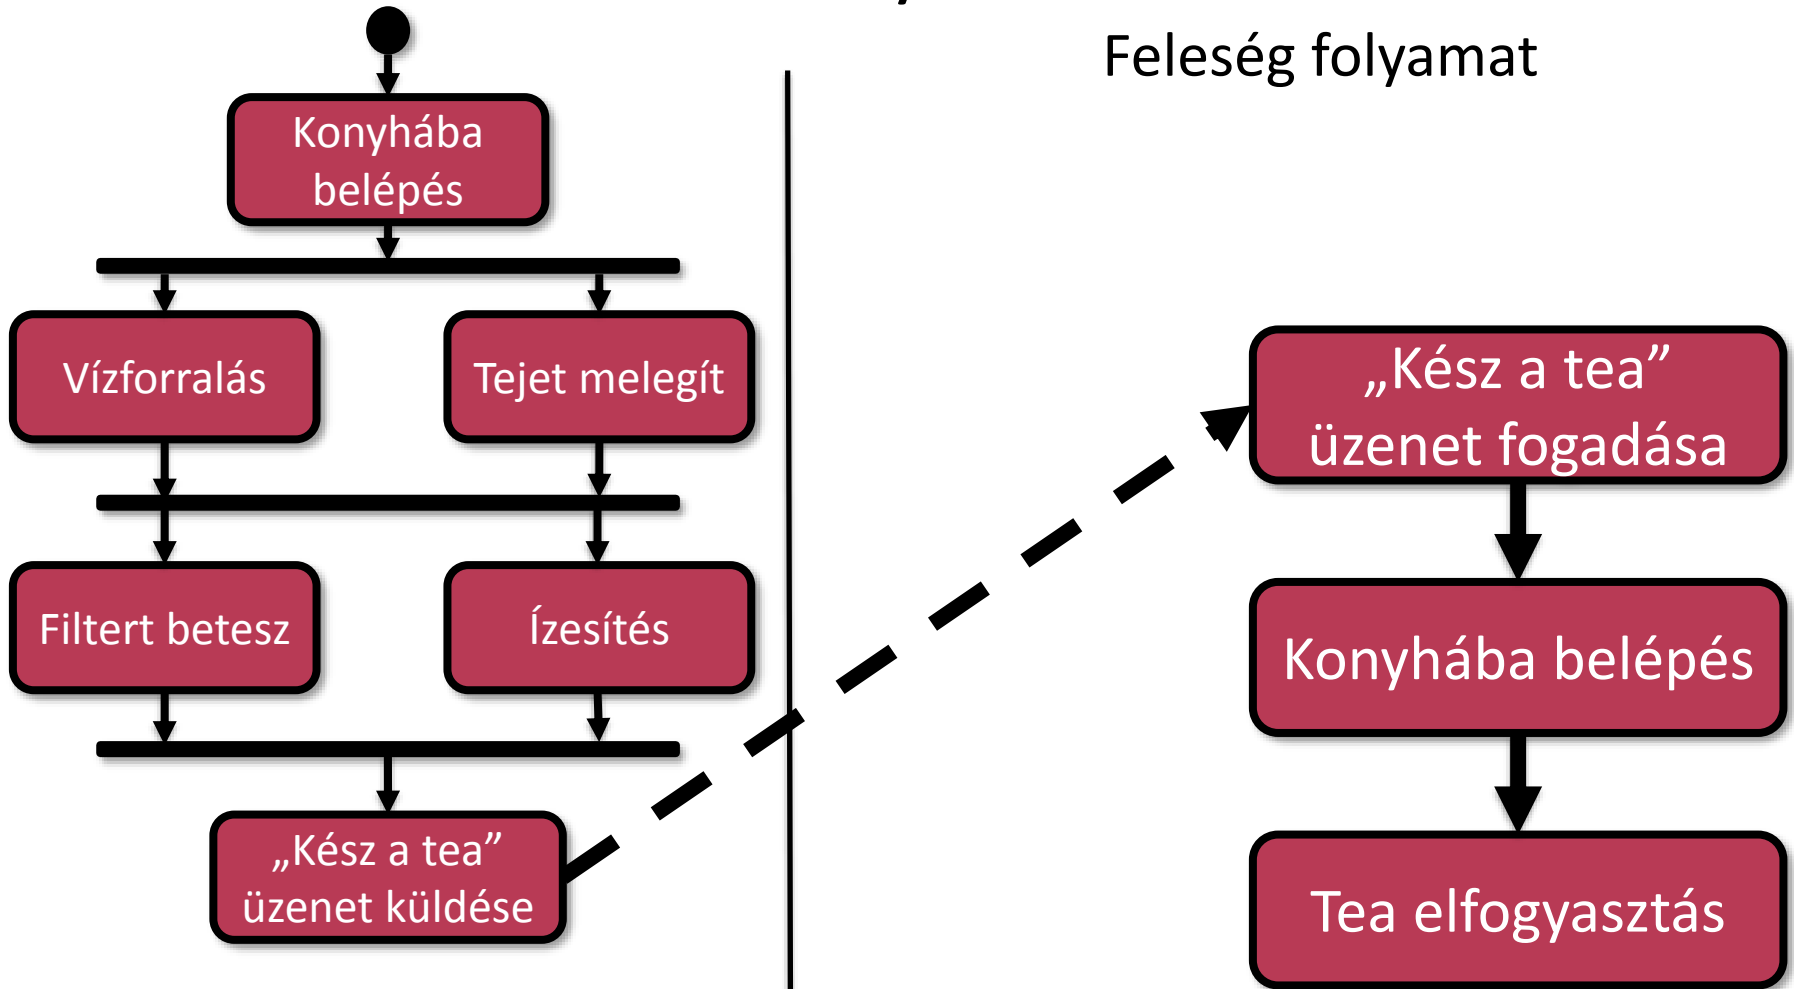 Feleség folyamat
Konyhába
belépés
Vízforralás
Tejet melegít
Filtert betesz
Ízesítés
„Kész a tea”
üzenet küldése
„Kész a tea”
üzenet fogadása
Konyhába belépés
Tea elfogyasztás